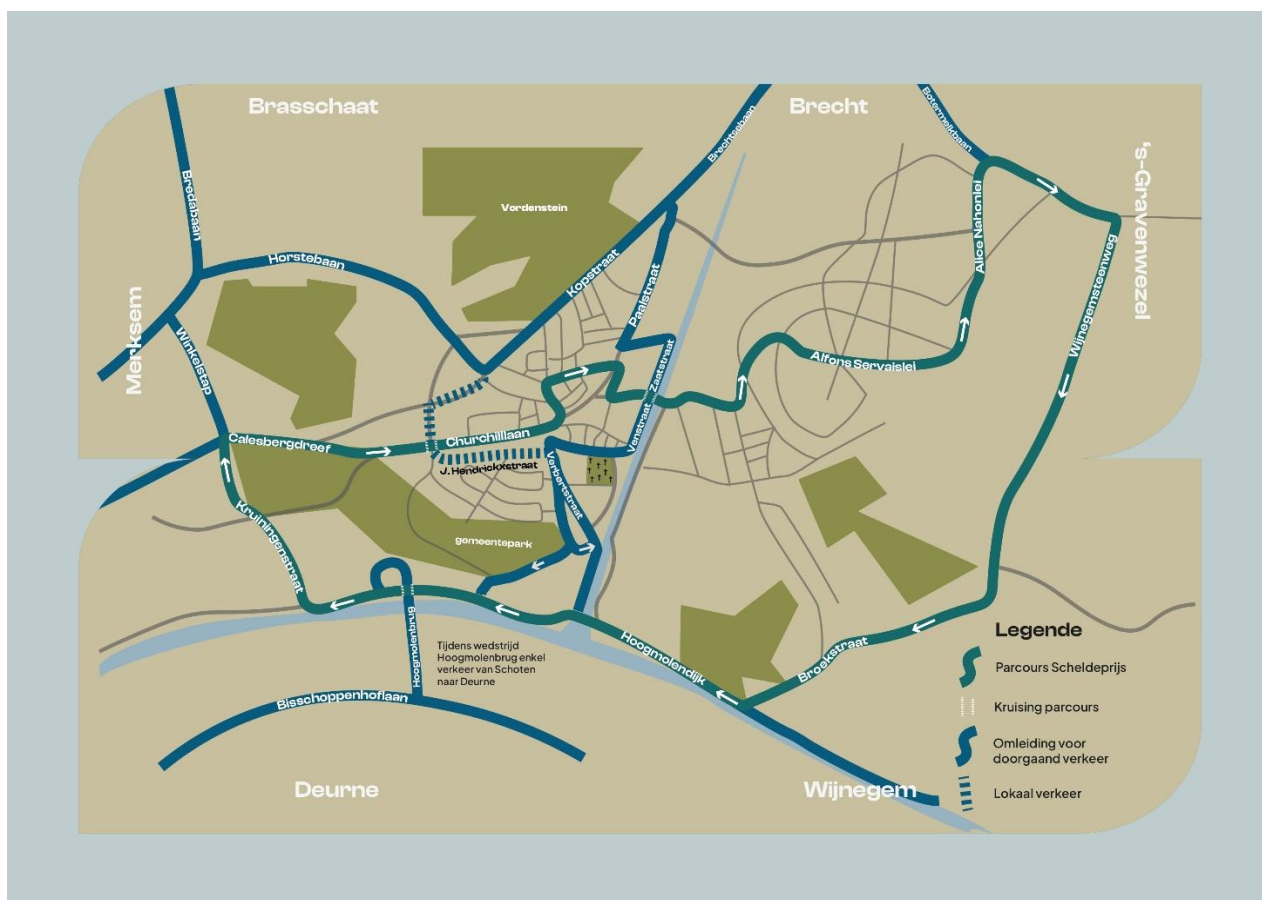 Brasschaat
Brecht
's-Gravenwezel
Merksem
Bredabaan
Horstebaan
Winkelstap
Vordenstein
Brechtsebaan
Botermelkbaan
Kopstraat
Paalstraat
Zaatstraat
Venstraat
Alice Nahonlei
Wijnegemsteenweg
Alfons Servaislei
Calesbergdreef
Churchilllaan
J. Hendrickxstraat
Verbertstraat
gemeentepark
Kruiningenstraat
Hoogmolenbrug
Tijdens wedstrijd
Hoogmolenbrug enkel
verkeer van Schoten
naar Deurne
Hoogmolendijk
Broekstraat
Bisschoppenhoflaan
Deurne
Wijnegem
Legende
Parcours Scheldeprijs
Kruising parcours
Omleiding voor
doorgaand verkeer
Lokaal verkeer